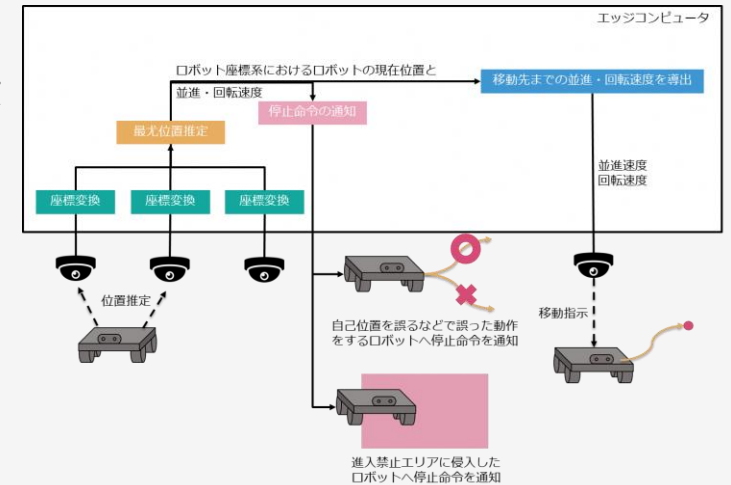 エッジコンピュータ
ロボット座標系におけるロボットの現在位置と
並進・回転速度
移動先までの並進・回転速度を導出
停止命令の通知
最尤位置推定
並進速度
回転速度
座標変換
座標変換
座標変換
位置推定
移動指示
自己位置を誤るなどで誤った動作
をするロボットへ停止命令を通知
進入禁止エリアに侵入した
ロボットへ停止命令を通知